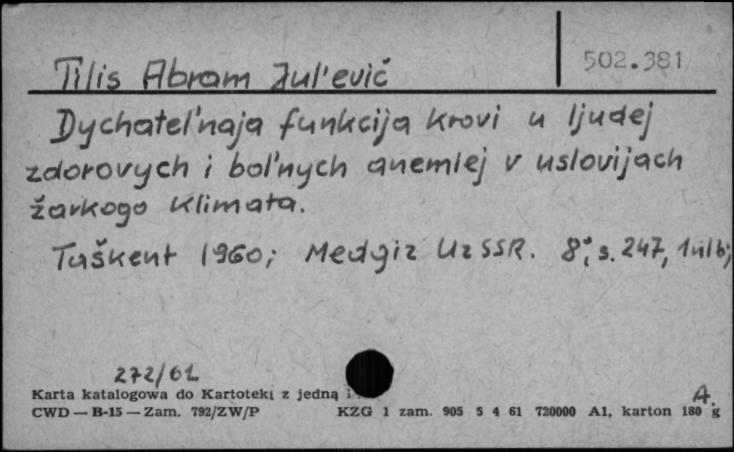 Tilis Abram Jul'evič
502.381
Dychatel'naja funkcija krovi u ljudej
zdorovych i bol'nych anemiej v uslovijach
žarkogo klimata.
Taškent 1960; Medgiz UzSSR. 8°, s. 247,
272/61
Karta katalogowa do Kartoteki z jedną
A.
CWD — B-15 — Zam. 792/ZW/P KZG 1 zam. 905 5 4 61 720000 A1, karton 180 g